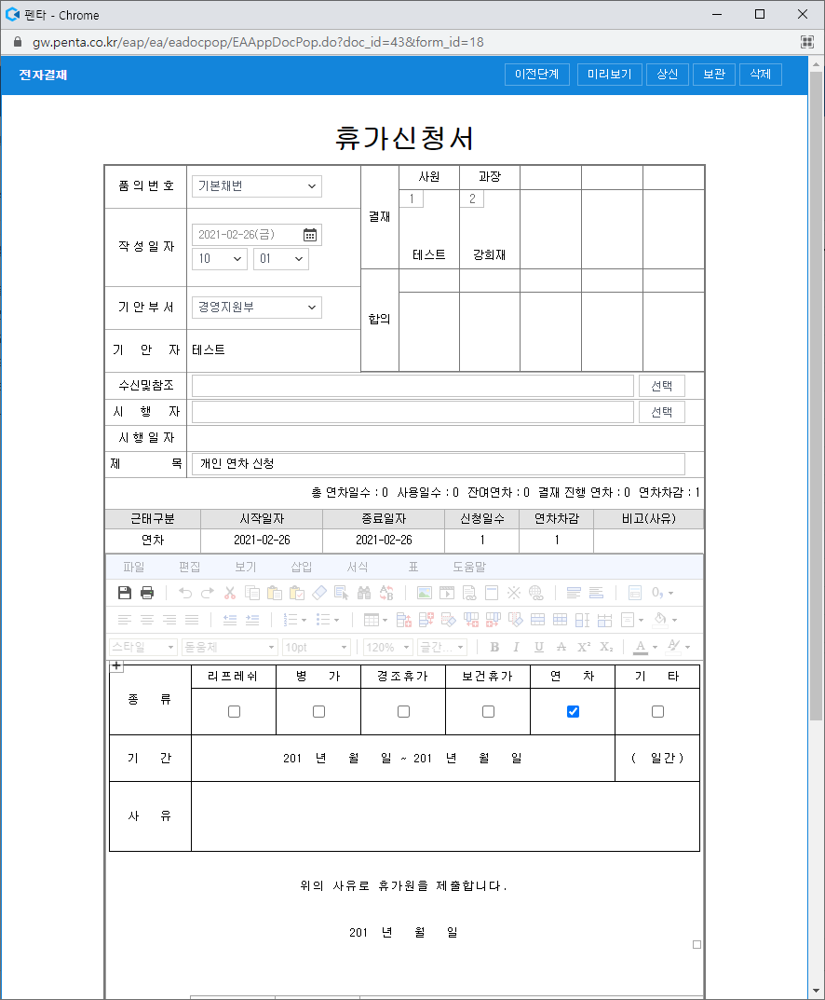 펜타 - Chrome
gw.penta.co.kr/eap/ea/eadocpop/EAAppDocPop.do?doc_id=43&form_id=18
전자결재 이전단계 미리보기 상신 보관 삭제
휴가신청서
품 의 번 호 기본채번 결재 사원 과장
1 2
작 성 일 자 2021-02-26(금)
10 01 테스트 강희재
기 안 부 서 경영지원부 합의
기 안 자 테스트
수신및참조 선택
시 행 자 선택
시 행 일 자
제 목 개인 연차 신청
총 연차일수 : 0 사용일수 : 0 잔여연차 : 0 결재 진행 연차 : 0 연차차감 : 1
근태구분 시작일자 종료일자 신청일수 연차차감 비고(사유)
연차 2021-02-26 2021-02-26 1 1
파일 편집 보기 삽입 서식 표 도움말
스타일 돋움체 10pt 120% 글간... B I U A X² X₂ A
종 류 리프레쉬 병 가 경조휴가 보건휴가 연 차 기 타
기 간 201 년 월 일 ~ 201 년 월 일 ( 일간)
사 유
위의 사유로 휴가원을 제출합니다.
201 년 월 일